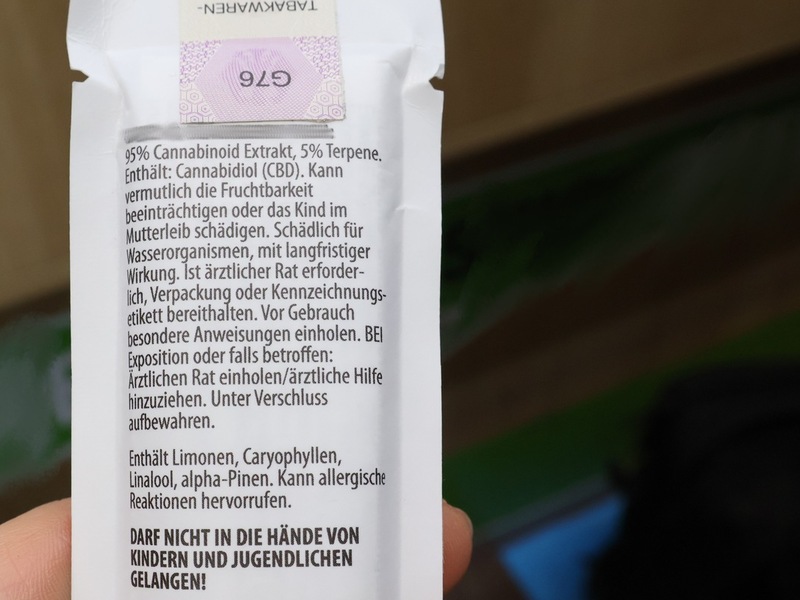 TABAKWAREN-
G76
95% Cannabinoid Extrakt, 5% Terpene.
Enthält: Cannabidiol (CBD). Kann
vermutlich die Fruchtbarkeit
beeinträchtigen oder das Kind im
Mutterleib schädigen. Schädlich für
Wasserorganismen, mit langfristiger
Wirkung. Ist ärztlicher Rat erforder-
lich, Verpackung oder Kennzeichnungs-
etikett bereithalten. Vor Gebrauch
besondere Anweisungen einholen. BEI
Exposition oder falls betroffen:
Ärztlichen Rat einholen/ärztliche Hilfe
hinzuziehen. Unter Verschluss
aufbewahren.
Enthält Limonen, Caryophyllen,
Linalool, alpha-Pinen. Kann allergische
Reaktionen hervorrufen.
DARF NICHT IN DIE HÄNDE VON
KINDERN UND JUGENDLICHEN
GELANGEN!